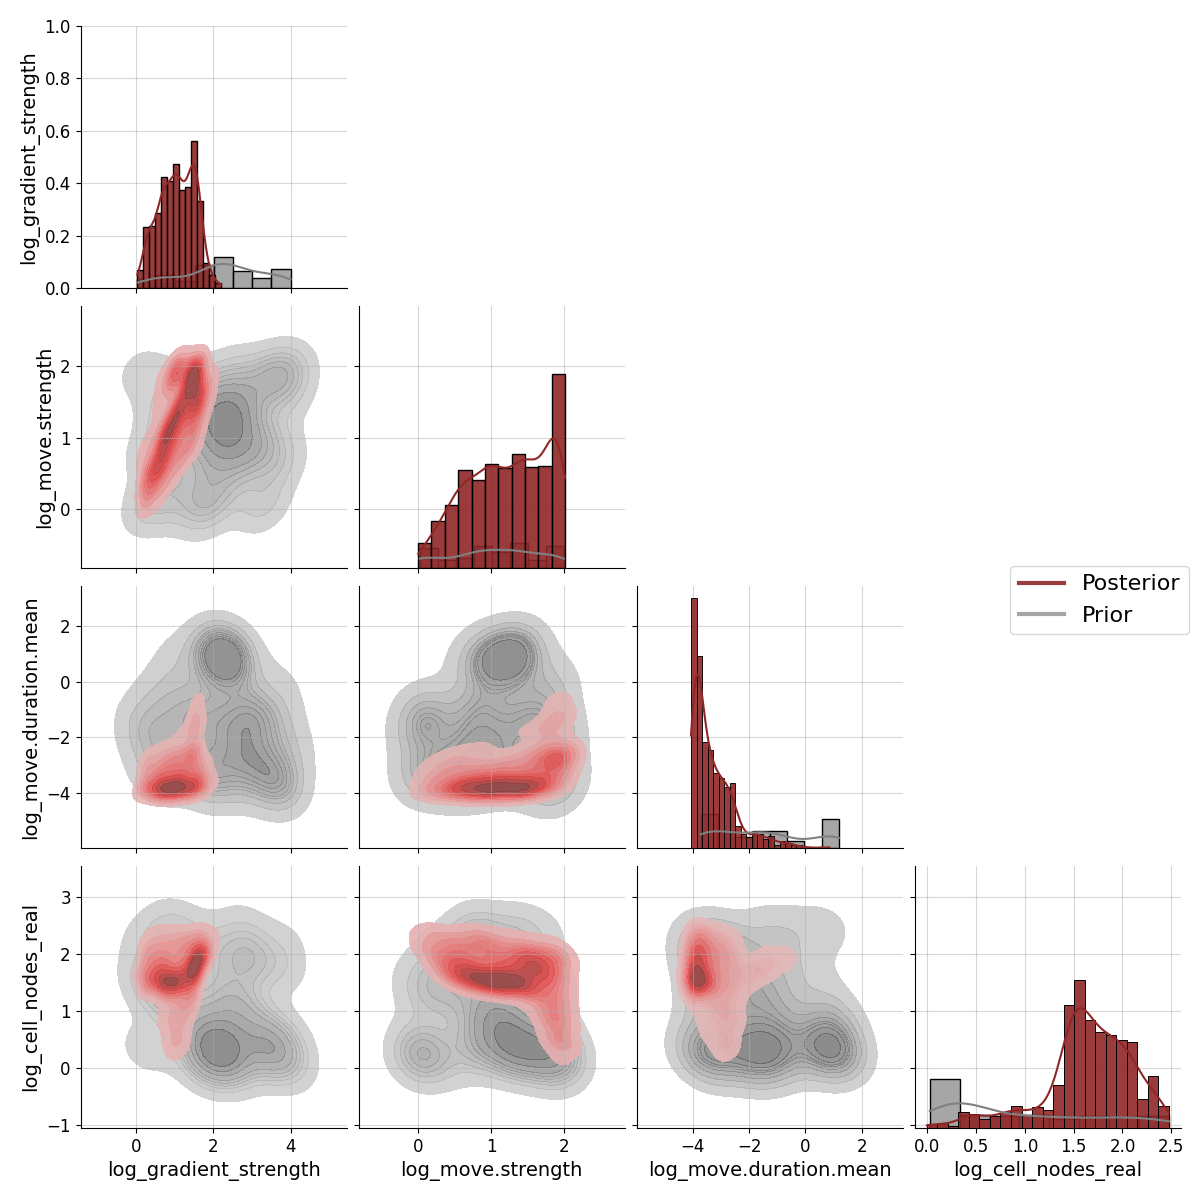 1.0
0.8
0.6
0.4
0.2
0.0
log_gradient_strength
2
1
0
log_move.strength
2
0
−2
−4
log_move.duration.mean
Posterior
Prior
3
2
1
0
−1
log_cell_nodes_real
0 2 4
0 1 2
−4 −2 0 2
0.0 0.5 1.0 1.5 2.0 2.5
log_gradient_strength
log_move.strength
log_move.duration.mean
log_cell_nodes_real